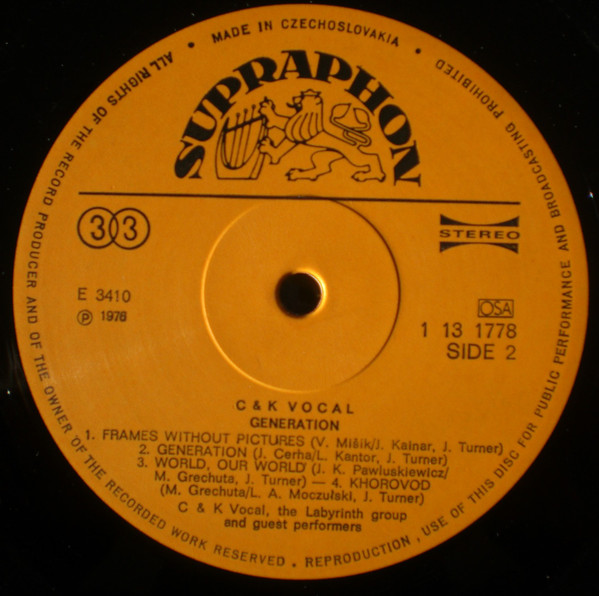 MADE IN CZECHOSLOVAKIA
ALL RIGHTS OF THE RECORD PRODUCER AND OF THE OWNER OF THE RECORDED WORK RESERVED . REPRODUCTION, USE OF THIS DISC FOR PUBLIC PERFORMANCE AND BROADCASTING PROHIBITED
SUPRAPHON
33
STEREO
E 3410
Ⓟ 1978
OSA
1 13 1778
SIDE 2
C & K VOCAL
GENERATION
1. FRAMES WITHOUT PICTURES (V. Mišík/J. Kainar, J. Turner)
2. GENERATION (J. Cerha/L. Kantor, J. Turner)
3. WORLD, OUR WORLD (J. K. Pawluskiewicz/
M. Grechuta, J. Turner) — 4. KHOROVOD
(M. Grechuta/L. A. Moczulski, J. Turner)
C & K Vocal, the Labyrinth group
and guest performers